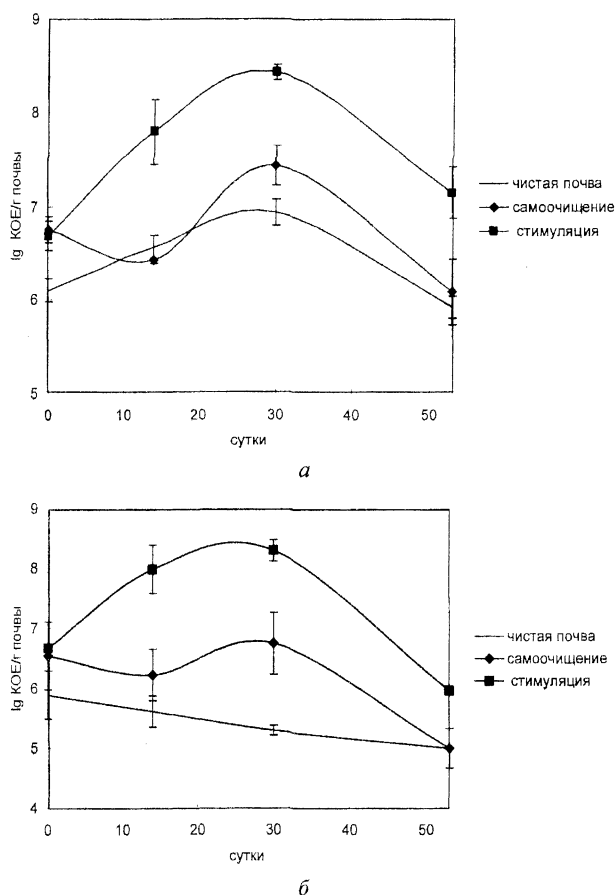 9
8
7
6
5
lg КОЕ/г почвы
0 10 20 30 40 50
сутки
чистая почва
самоочищение
стимуляция
а
9
8
7
6
5
4
lg КОЕ/г почвы
0 10 20 30 40 50
сутки
чистая почва
самоочищение
стимуляция
б